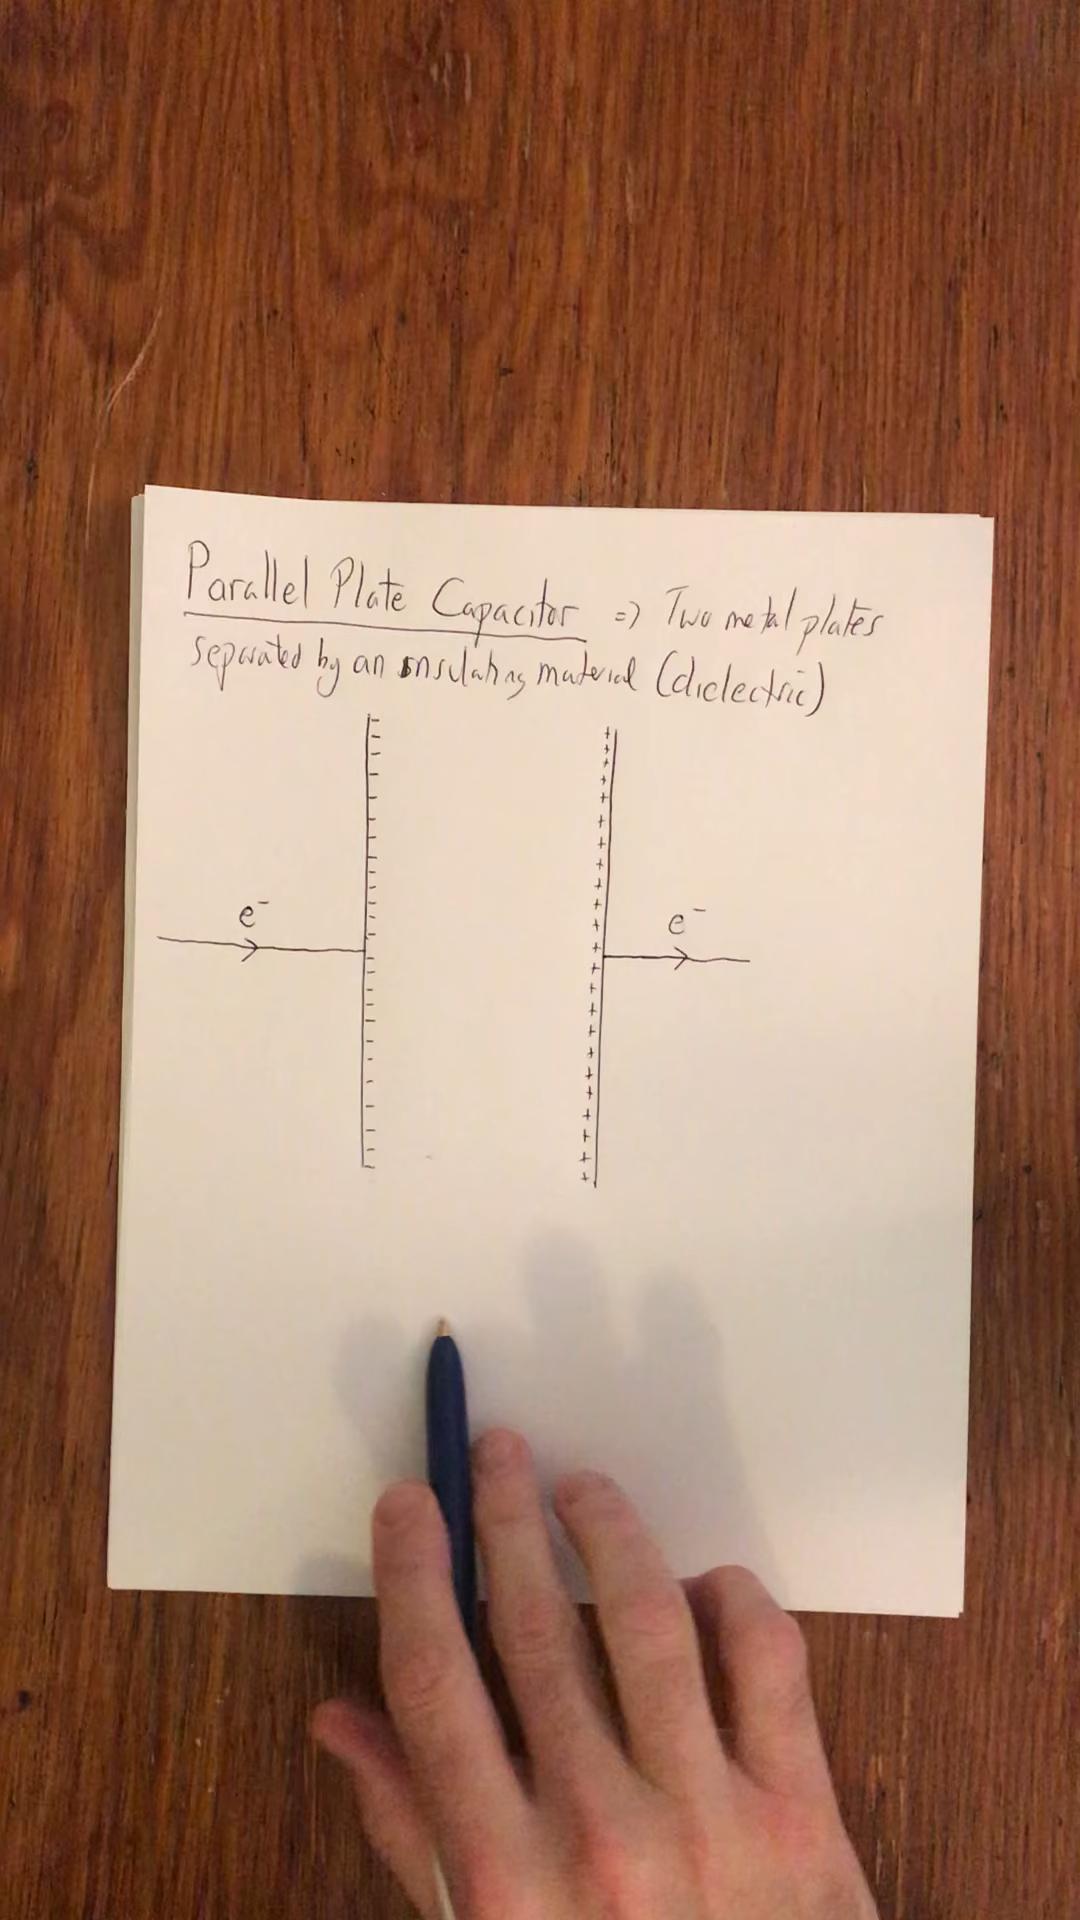 Parallel Plate Capacitor => Two metal plates
separated by an insulating material (dielectric)
e⁻
e⁻